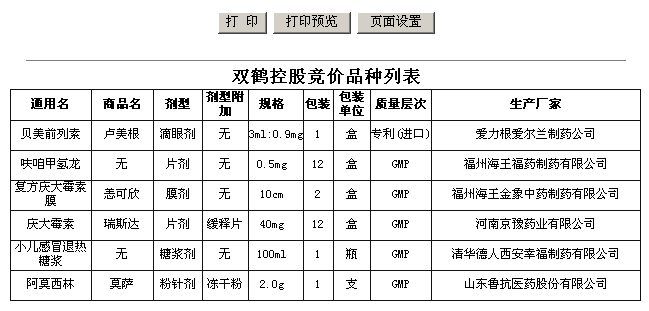 打 印 打印预览 页面设置
双鹤控股竞价品种列表
通用名 商品名 剂型 剂型附加 规格 包装 包装单位 质量层次 生产厂家
贝美前列素 卢美根 滴眼剂 无 3ml:0.9mg 1 盒 专利(进口) 爱力根爱尔兰制药公司
呋咱甲氢龙 无 片剂 无 0.5mg 12 盒 GMP 福州海王福药制药有限公司
复方庆大霉素膜 恙可欣 膜剂 无 10cm 2 盒 GMP 福州海王金象中药制药有限公司
庆大霉素 瑞斯达 片剂 缓释片 40mg 12 盒 GMP 河南京豫药业有限公司
小儿感冒退热糖浆 无 糖浆剂 无 100ml 1 瓶 GMP 渚华德人西安幸福制药有限公司
阿莫西林 莫萨 粉针剂 冻干粉 2.0g 1 支 GMP 山东鲁抗医药股份有限公司